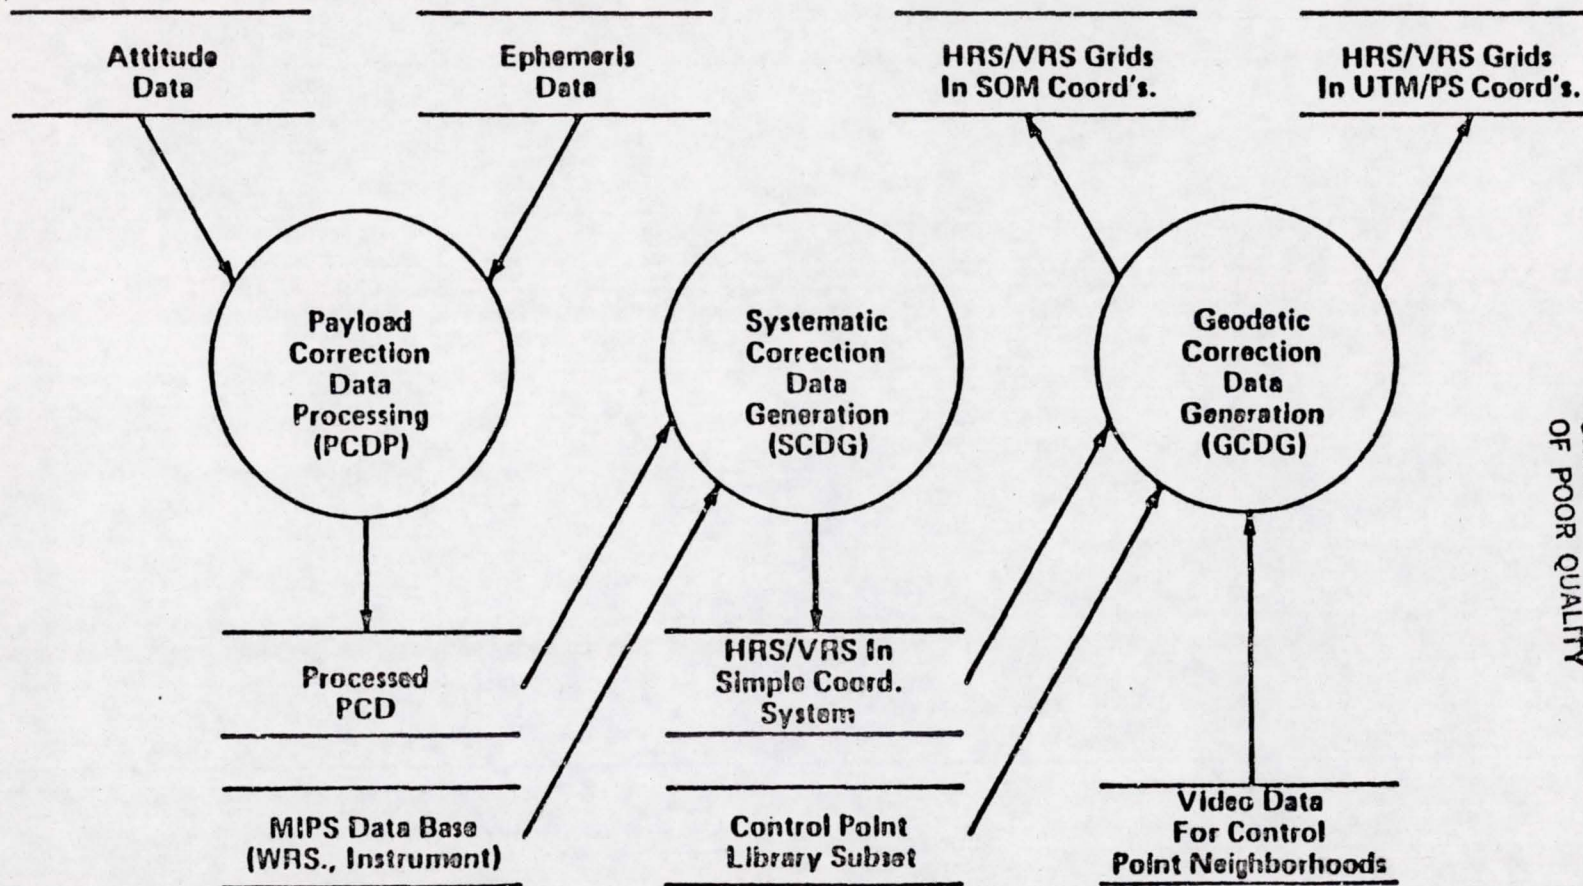 Attitude
Data
Ephemeris
Data
HRS/VRS Grids
In SOM Coord's.
HRS/VRS Grids
In UTM/PS Coord's.
Payload
Correction
Data
Processing
(PCDP)
Systematic
Correction
Data
Generation
(SCDG)
Geodetic
Correction
Data
Generation
(GCDG)
OF POOR QUALITY
Processed
PCD
HRS/VRS In
Simple Coord.
System
MIPS Data Base
(WRS., Instrument)
Control Point
Library Subset
Video Data
For Control
Point Neighborhoods